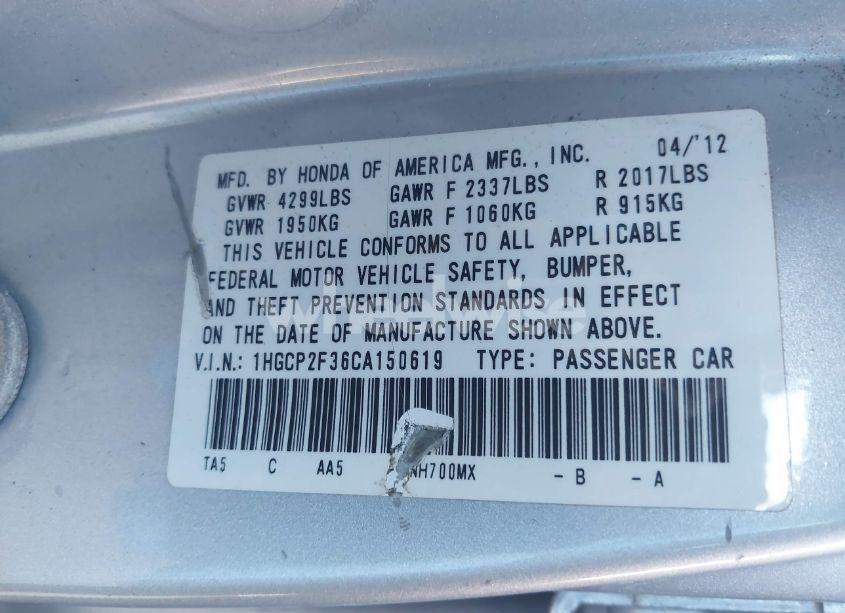 MFD. BY HONDA OF AMERICA MFG., INC. 04/'12
GVWR 4299LBS GAWR F 2337LBS R 2017LBS
GVWR 1950KG GAWR F 1060KG R 915KG
THIS VEHICLE CONFORMS TO ALL APPLICABLE
FEDERAL MOTOR VEHICLE SAFETY, BUMPER,
AND THEFT PREVENTION STANDARDS IN EFFECT
ON THE DATE OF MANUFACTURE SHOWN ABOVE.
V.I.N.: 1HGCP2F36CA150619 TYPE: PASSENGER CAR
TA5 C AA5 NH700MX -B -A